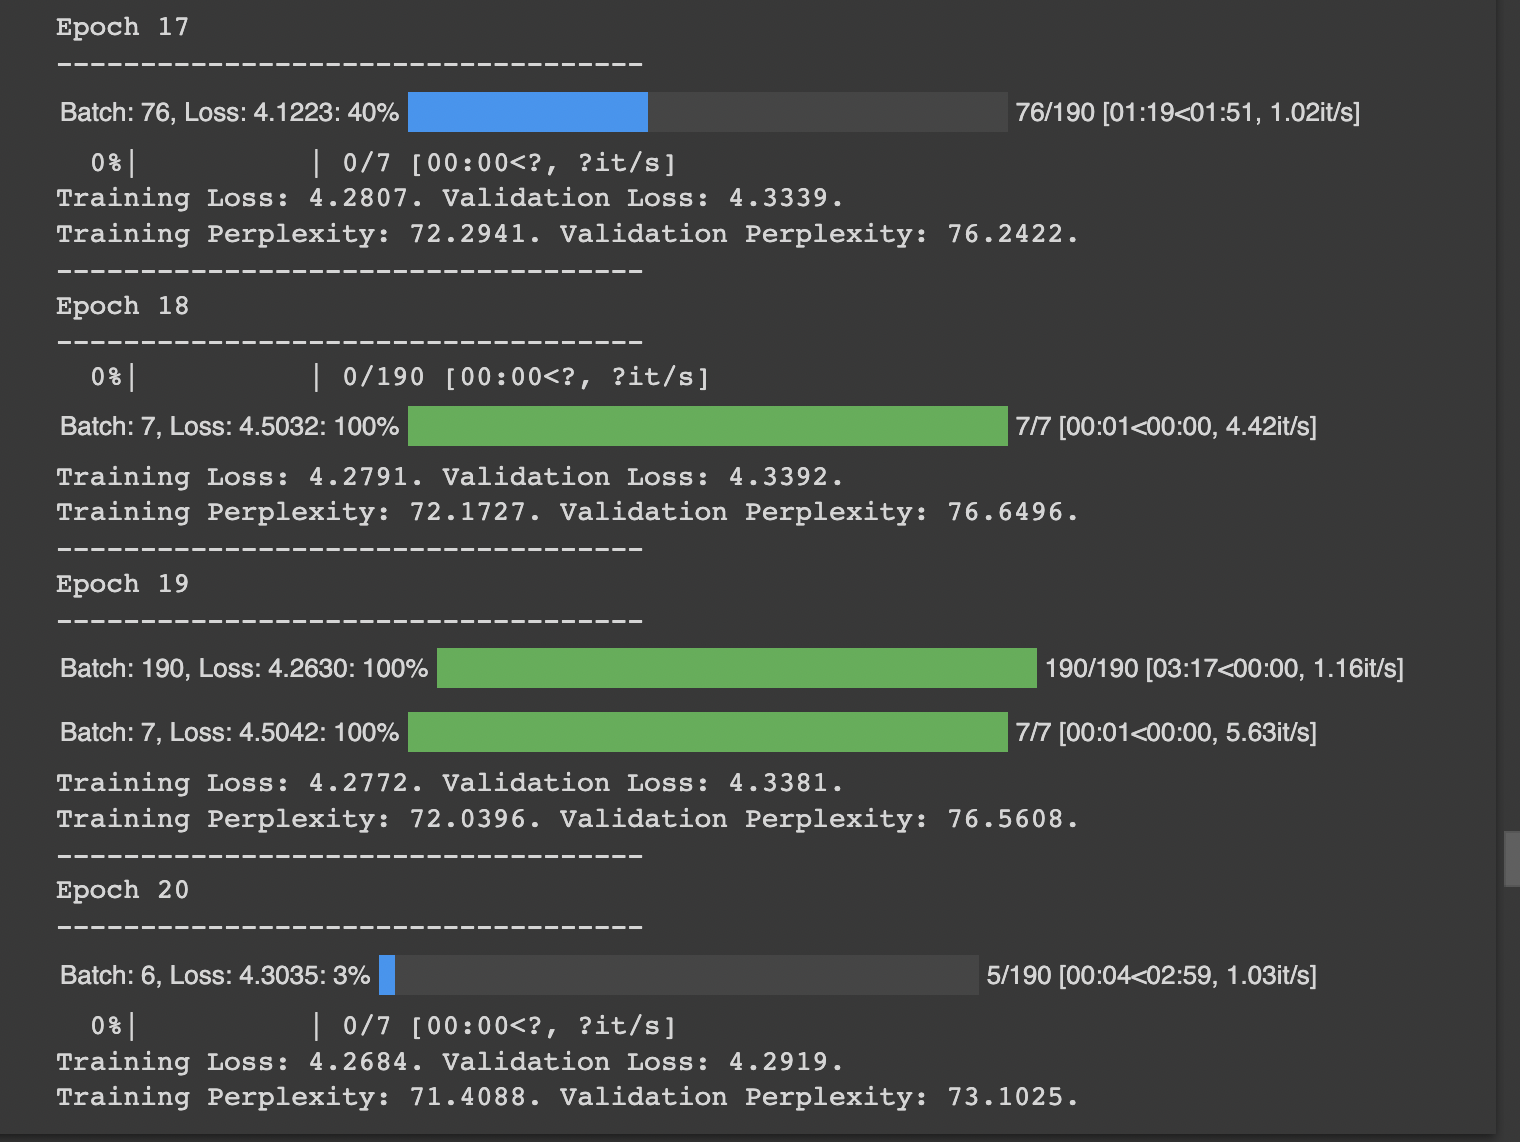 Epoch 17
-----------------------------------
Batch: 76, Loss: 4.1223: 40% 76/190 [01:19<01:51, 1.02it/s]
0%| | 0/7 [00:00<?, ?it/s]
Training Loss: 4.2807. Validation Loss: 4.3339.
Training Perplexity: 72.2941. Validation Perplexity: 76.2422.
-----------------------------------
Epoch 18
-----------------------------------
0%| | 0/190 [00:00<?, ?it/s]
Batch: 7, Loss: 4.5032: 100% 7/7 [00:01<00:00, 4.42it/s]
Training Loss: 4.2791. Validation Loss: 4.3392.
Training Perplexity: 72.1727. Validation Perplexity: 76.6496.
-----------------------------------
Epoch 19
-----------------------------------
Batch: 190, Loss: 4.2630: 100% 190/190 [03:17<00:00, 1.16it/s]
Batch: 7, Loss: 4.5042: 100% 7/7 [00:01<00:00, 5.63it/s]
Training Loss: 4.2772. Validation Loss: 4.3381.
Training Perplexity: 72.0396. Validation Perplexity: 76.5608.
-----------------------------------
Epoch 20
-----------------------------------
Batch: 6, Loss: 4.3035: 3% 5/190 [00:04<02:59, 1.03it/s]
0%| | 0/7 [00:00<?, ?it/s]
Training Loss: 4.2684. Validation Loss: 4.2919.
Training Perplexity: 71.4088. Validation Perplexity: 73.1025.